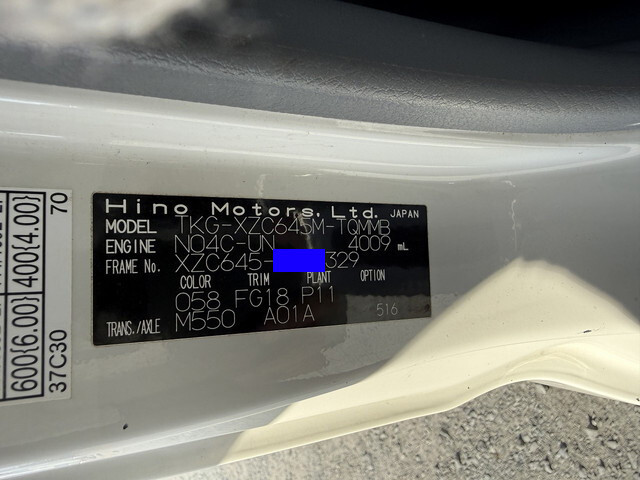 Hino Motors, Ltd. JAPAN
MODEL TKG-XZC645M-TQMMB
ENGINE N04C-UN 4009 mL
FRAME No. XZC645- 329
COLOR TRIM PLANT OPTION
058 FG18 P11
TRANS./AXLE M550 A01A 516
600{6.00} 400{4.00}
37C30 70